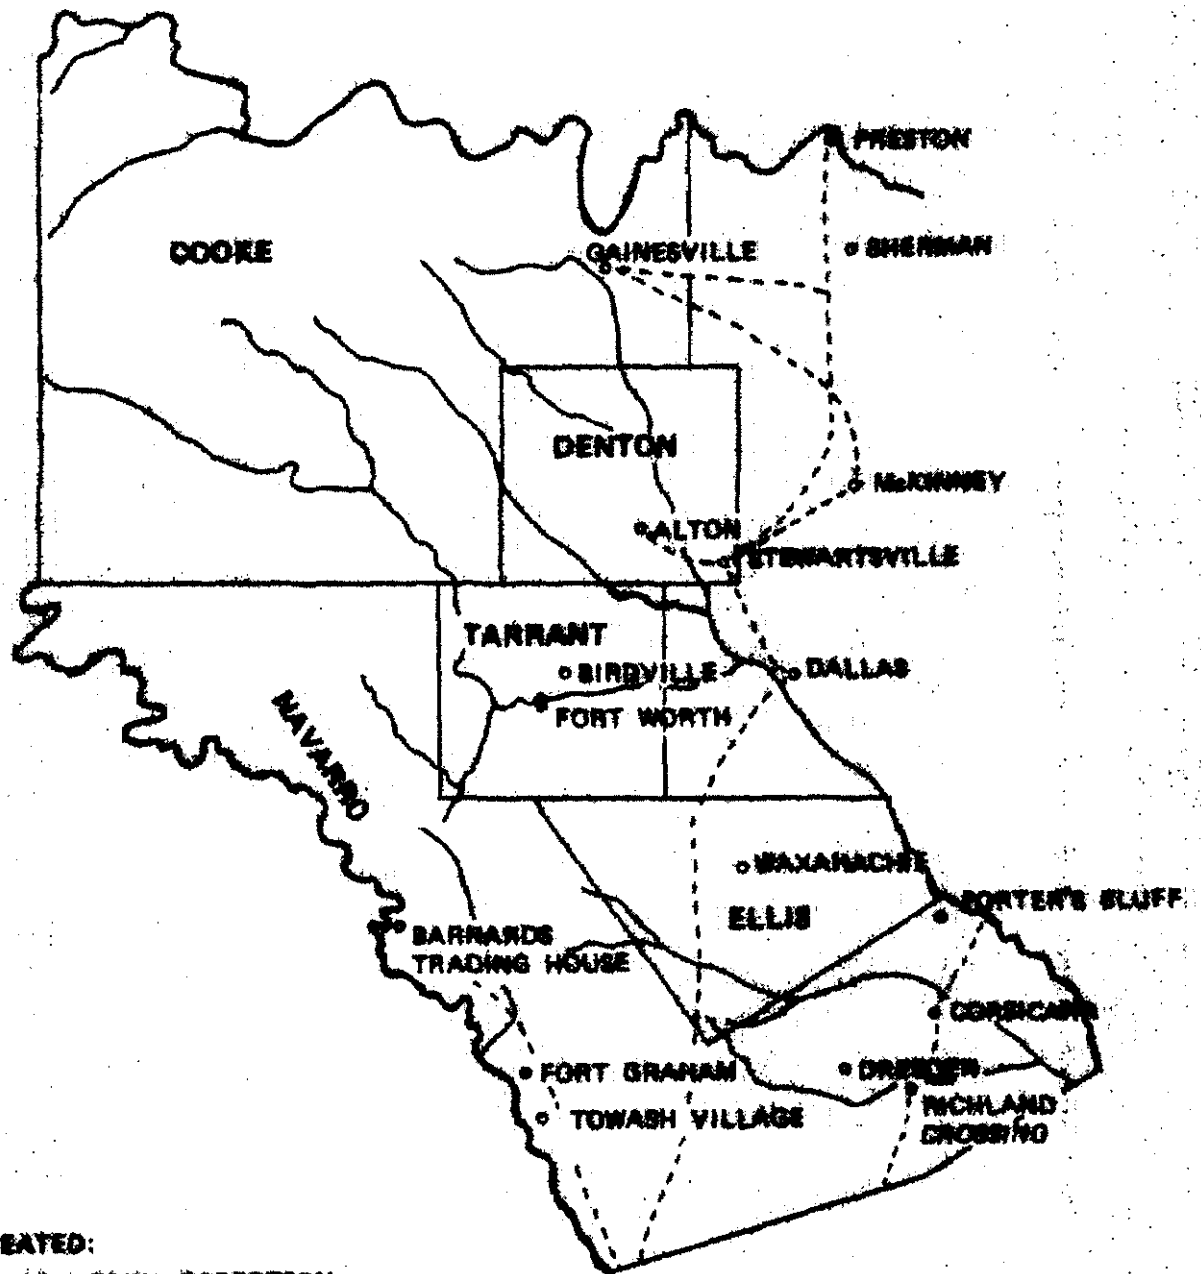 PRESTON
COOKE
GAINESVILLE
SHERMAN
DENTON
McKINNEY
ALTON
STEWARTSVILLE
TARRANT
BIRDVILLE
DALLAS
FORT WORTH
NAVARRO
WAXAHACHIE
ELLIS
PORTER'S BLUFF
BARNARDS
TRADING HOUSE
CORSICANA
FORT GRAHAM
DRESDEN
TOWASH VILLAGE
RICHLAND
CROSSING
EATED: